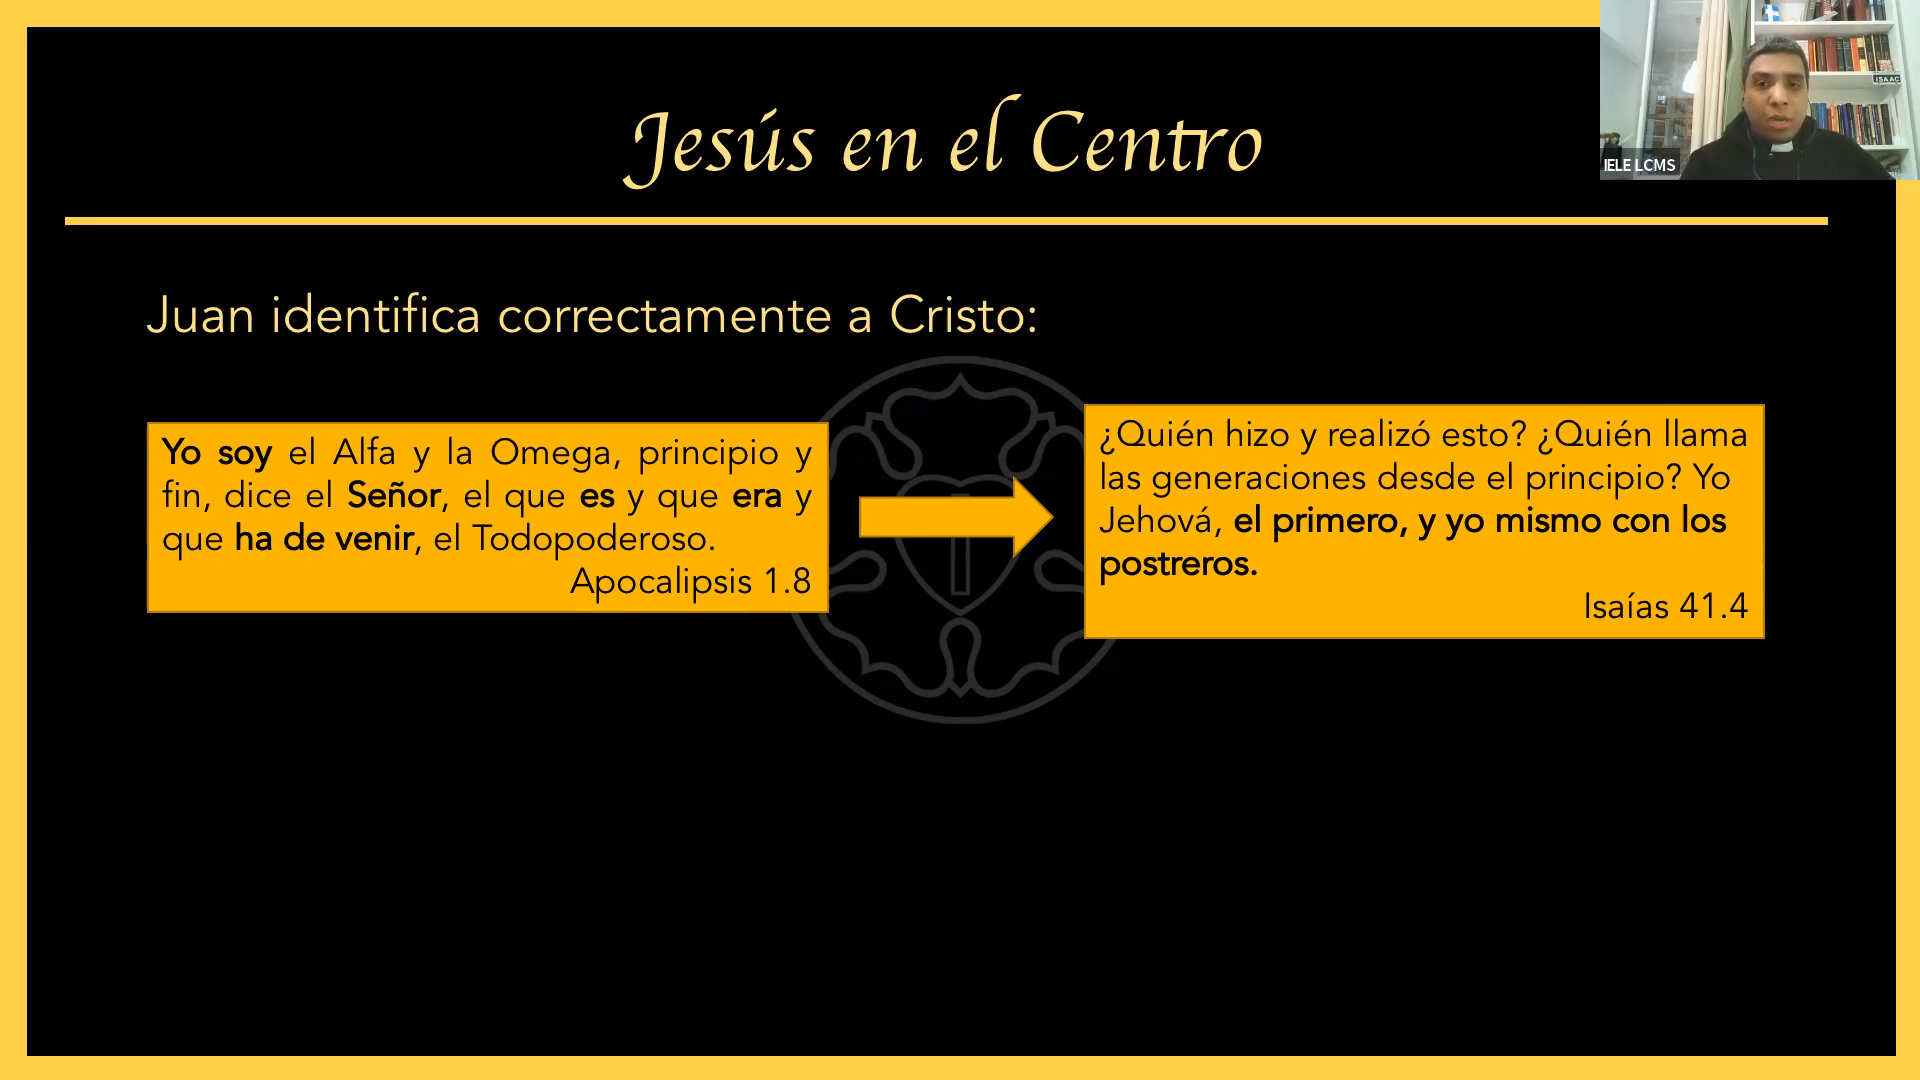 Jesús en el Centro
ISAAC
IELE LCMS
Juan identifica correctamente a Cristo:
Yo soy el Alfa y la Omega, principio y
fin, dice el Señor, el que es y que era y
que ha de venir, el Todopoderoso.
Apocalipsis 1.8
¿Quién hizo y realizó esto? ¿Quién llama
las generaciones desde el principio? Yo
Jehová, el primero, y yo mismo con los
postreros.
Isaías 41.4